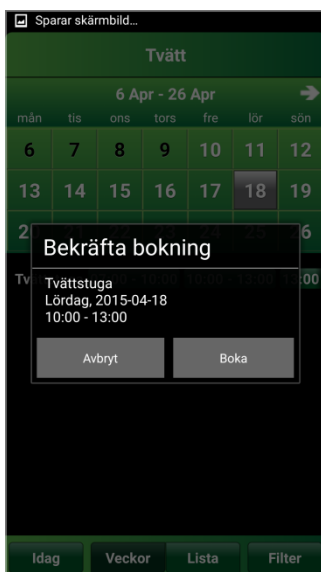 Sparar skärmbild...
Tvätt
6 Apr - 26 Apr
mån tis ons tors fre lör sön
6 7 8 9 10 11 12
13 14 15 16 17 18 19
Bekräfta bokning
Tvättstuga
Lördag, 2015-04-18
10:00 - 13:00
Avbryt Boka
Idag Veckor Lista Filter